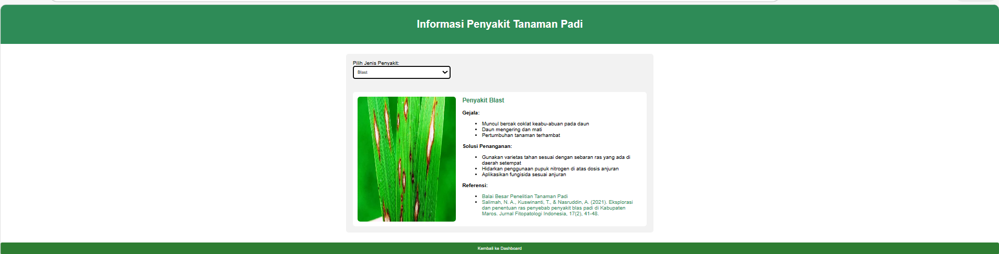 Informasi Penyakit Tanaman Padi
Pilih Jenis Penyakit:
Blast
Penyakit Blast
Gejala:
• Muncul bercak coklat keabu-abuan pada daun
• Daun mengering dan mati
• Pertumbuhan tanaman terhambat
Solusi Penanganan:
• Gunakan varietas tahan sesuai dengan sebaran ras yang ada di
daerah setempat
• Hidarkan penggunaan pupuk nitrogen di atas dosis anjuran
• Aplikasikan fungisida sesuai anjuran
Referensi:
• Balai Besar Penelitian Tanaman Padi
• Salimah, N. A., Kuswinanti, T., & Nasruddin, A. (2021). Eksplorasi
dan penentuan ras penyebab penyakit blas padi di Kabupaten
Maros. Jurnal Fitopatologi Indonesia, 17(2), 41-48.
Kembali ke Dashboard